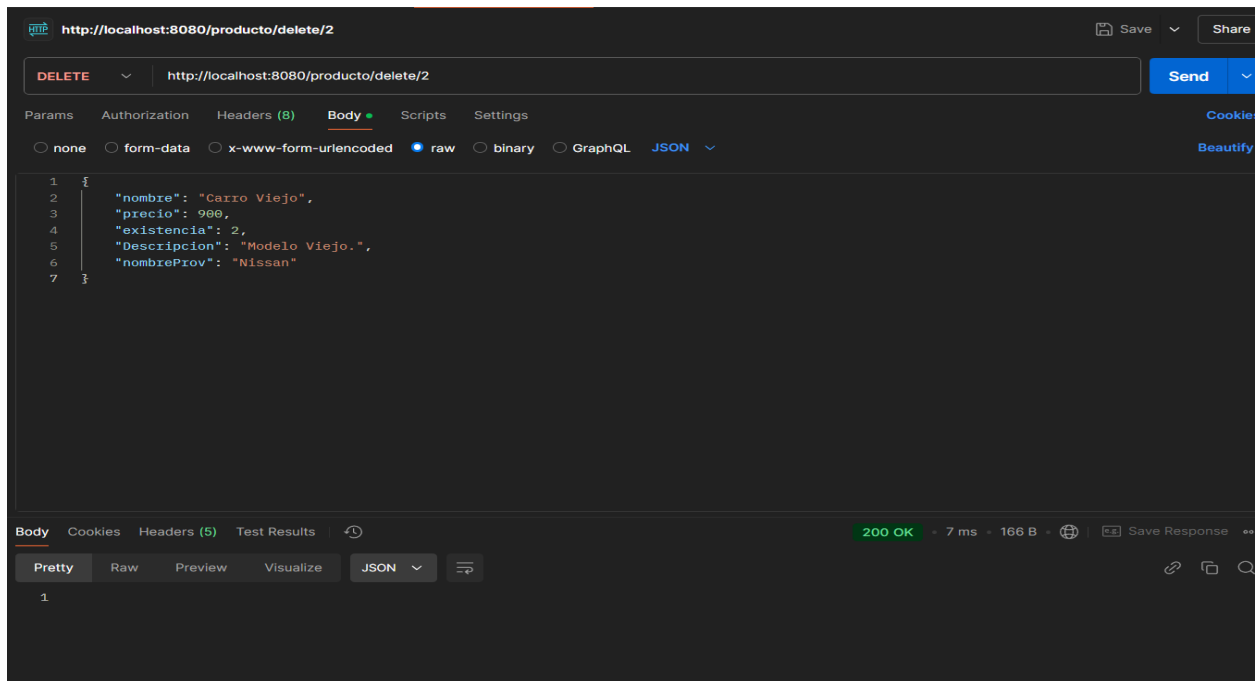 HTTP http://localhost:8080/producto/delete/2 Save Share
DELETE http://localhost:8080/producto/delete/2 Send
Params Authorization Headers (8) Body Scripts Settings Cookies
none form-data x-www-form-urlencoded raw binary GraphQL JSON Beautify
1 {
2 "nombre": "Carro Viejo",
3 "precio": 900,
4 "existencia": 2,
5 "Descripcion": "Modelo Viejo.",
6 "nombreProv": "Nissan"
7 }
Body Cookies Headers (5) Test Results 200 OK 7 ms 166 B e.g. Save Response
Pretty Raw Preview Visualize JSON
1